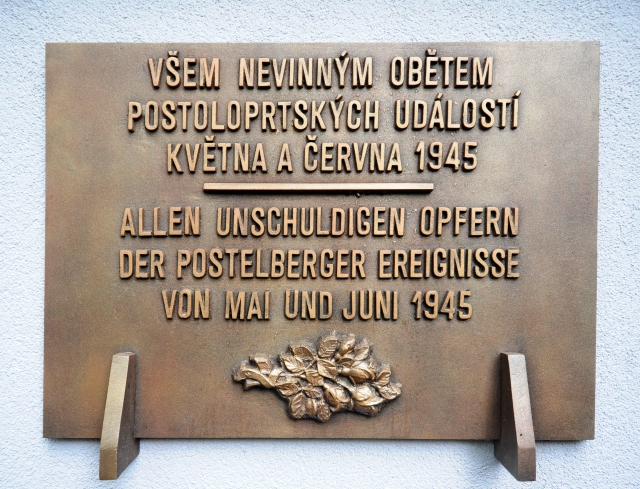 VŠEM NEVINNÝM OBĚTEM
POSTOLOPRTSKÝCH UDÁLOSTÍ
KVĚTNA A ČERVNA 1945
ALLEN UNSCHULDIGEN OPFERN
DER POSTELBERGER EREIGNISSE
VON MAI UND JUNI 1945